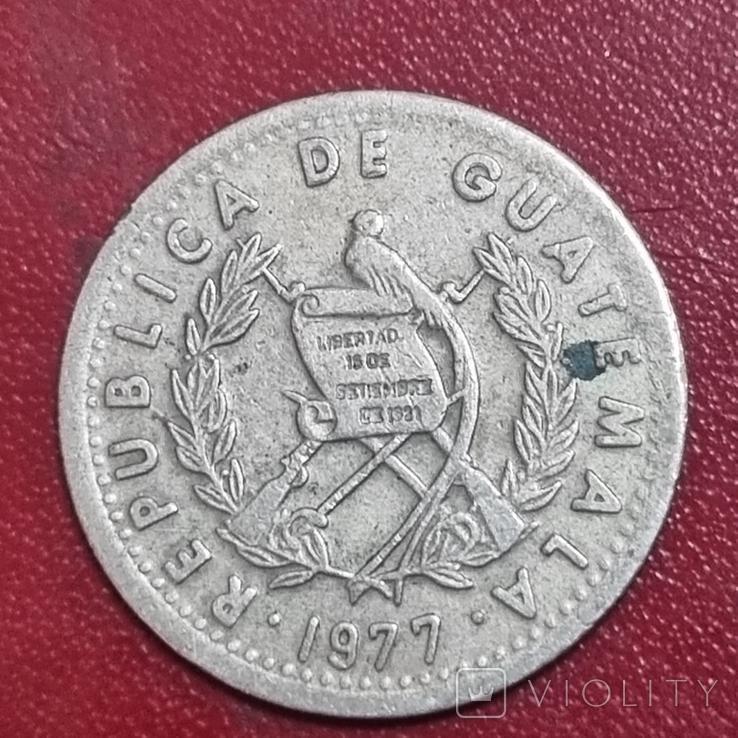 REPUBLICA DE GUATEMALA
LIBERTAD
15 DE
SETIEMBRE
DE 1821
· 1977 ·
VIOLITY